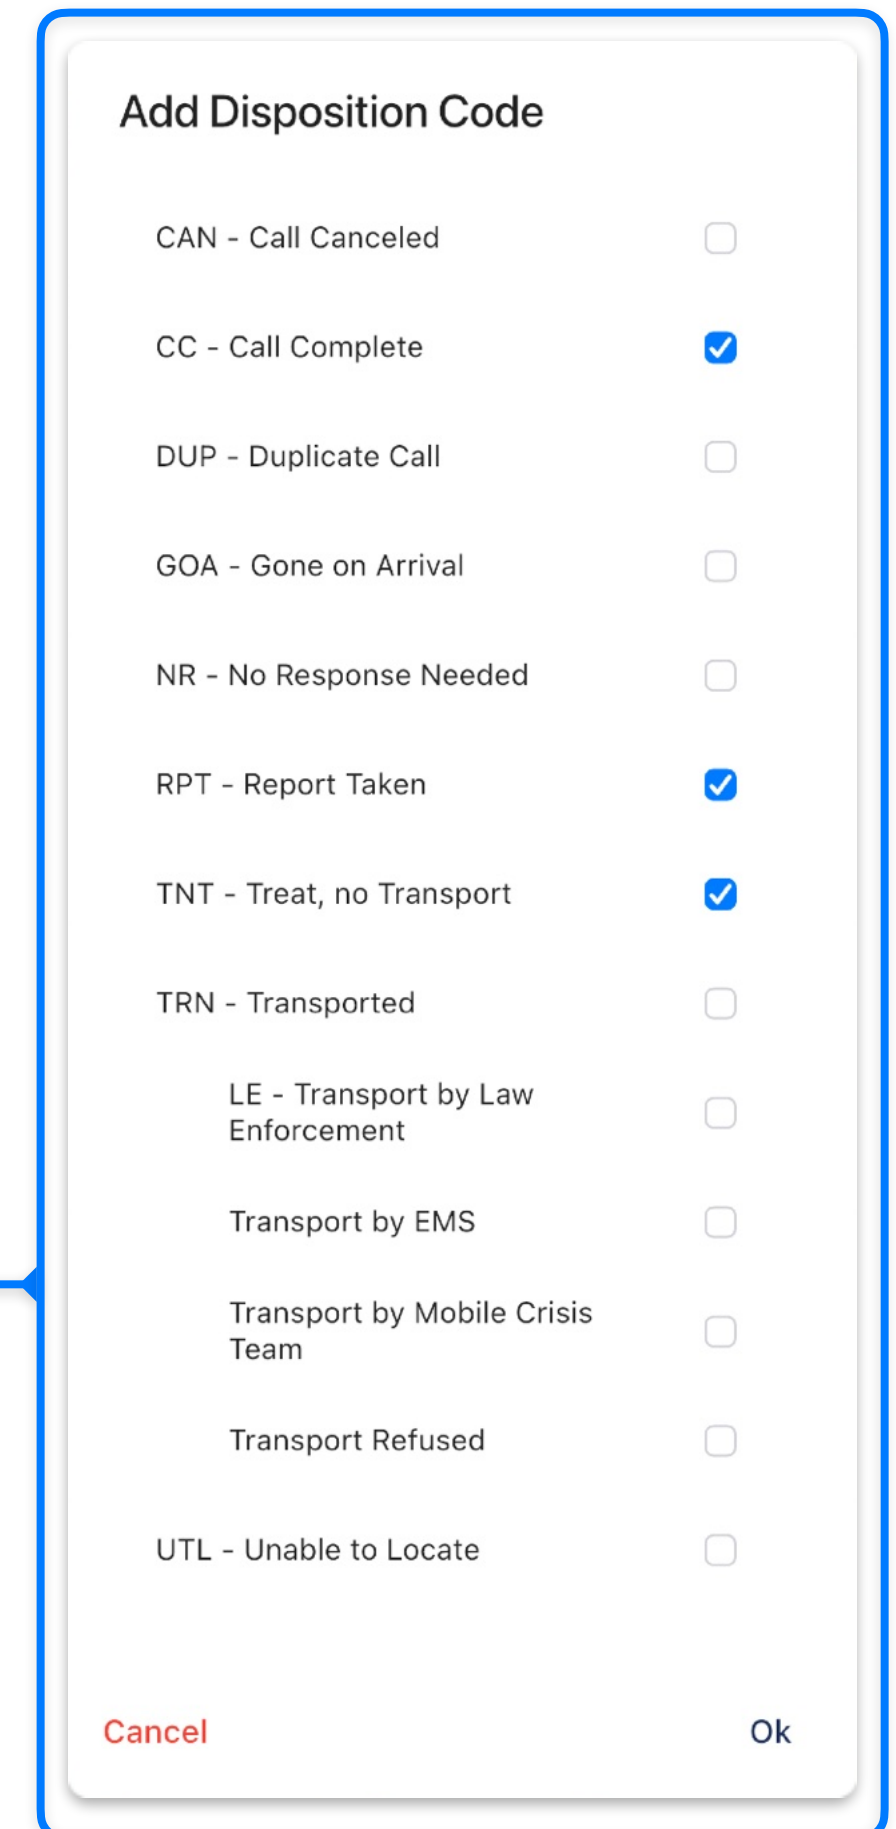 Add Disposition Code
CAN - Call Canceled
CC - Call Complete
DUP - Duplicate Call
GOA - Gone on Arrival
NR - No Response Needed
RPT - Report Taken
TNT - Treat, no Transport
TRN - Transported
LE - Transport by Law
Enforcement
Transport by EMS
Transport by Mobile Crisis
Team
Transport Refused
UTL - Unable to Locate
Cancel
Ok